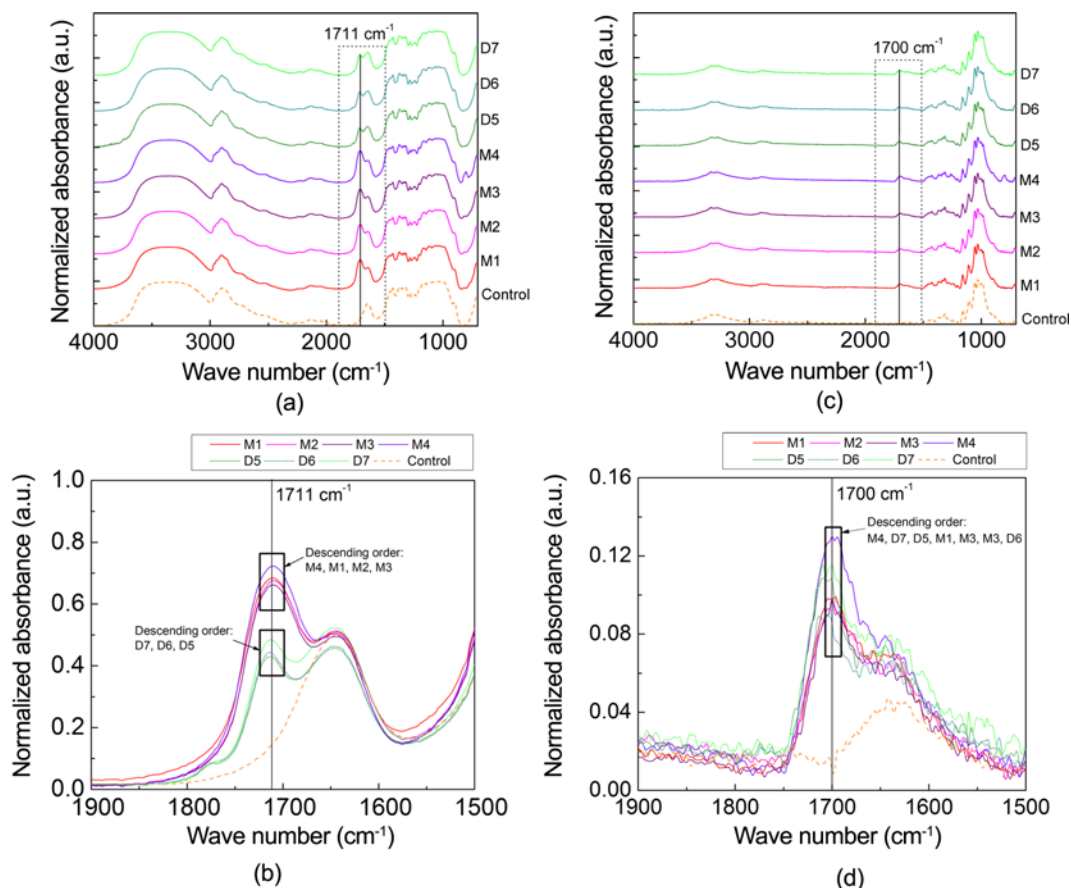 (a)
1711 cm⁻¹
D7
D6
D5
M4
M3
M2
M1
Control
Normalized absorbance (a.u.)
4000 3000 2000 1000
Wave number (cm⁻¹)
(c)
1700 cm⁻¹
D7
D6
D5
M4
M3
M2
M1
Control
Normalized absorbance (a.u.)
4000 3000 2000 1000
Wave number (cm⁻¹)
M1 M2 M3 M4
D5 D6 D7 Control
1711 cm⁻¹
Descending order:
M4, M1, M2, M3
Descending order:
D7, D6, D5
Normalized absorbance (a.u.)
1.0
0.8
0.6
0.4
0.2
0.0
1900 1800 1700 1600 1500
Wave number (cm⁻¹)
(b)
M1 M2 M3 M4
D5 D6 D7 Control
1700 cm⁻¹
Descending order:
M4, D7, D5, M1, M3, M3, D6
Normalized absorbance (a.u.)
0.16
0.12
0.08
0.04
0.00
1900 1800 1700 1600 1500
Wave number (cm⁻¹)
(d)